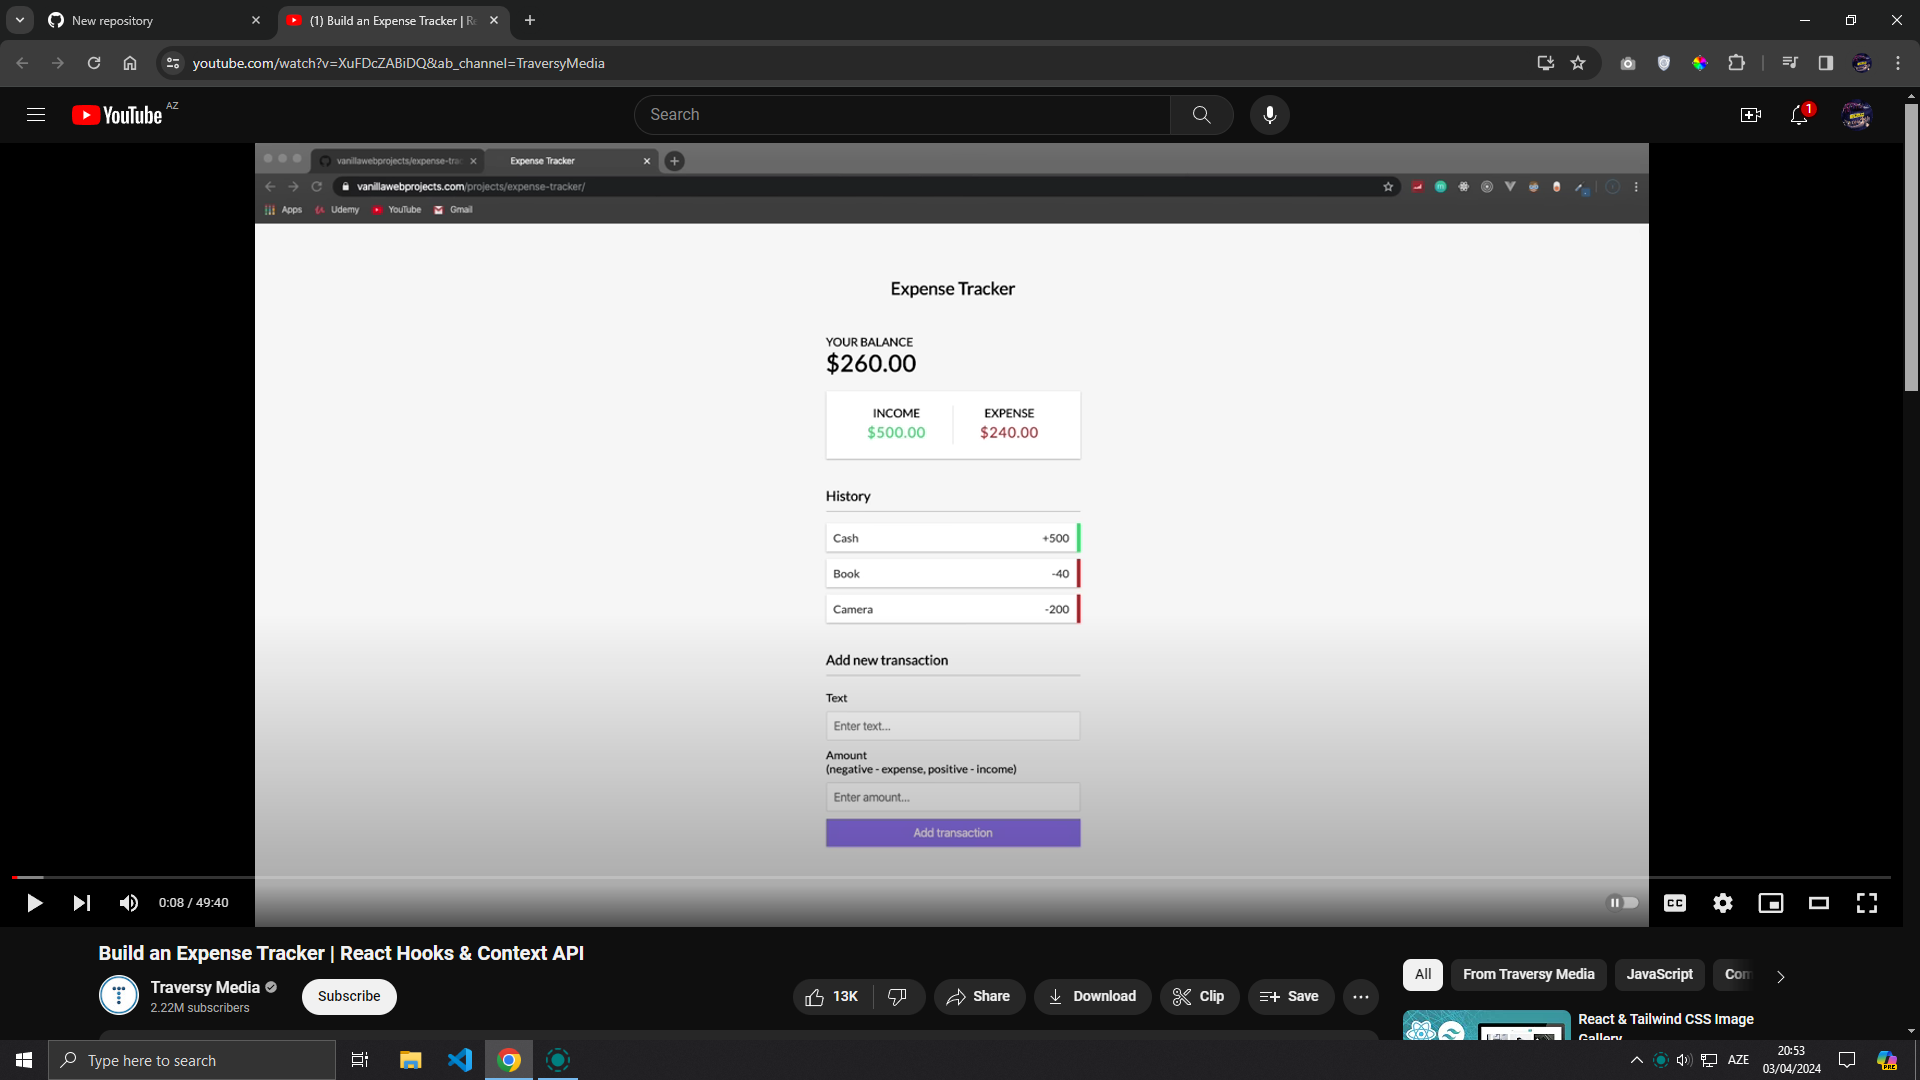 New repository
(1) Build an Expense Tracker | Re
youtube.com/watch?v=XuFDcZABiDQ&ab_channel=TraversyMedia
YouTube AZ
Search
1
vanillawebprojects/expense-trac
Expense Tracker
vanillawebprojects.com/projects/expense-tracker/
Apps
Udemy
YouTube
Gmail
Expense Tracker
YOUR BALANCE
$260.00
INCOME
EXPENSE
$500.00
$240.00
History
Cash +500
Book -40
Camera -200
Add new transaction
Text
Enter text...
Amount
(negative - expense, positive - income)
Enter amount...
Add transaction
0:08 / 49:40
CC
Build an Expense Tracker | React Hooks & Context API
Traversy Media
2.22M subscribers
Subscribe
13K
Share
Download
Clip
Save
All
From Traversy Media
JavaScript
Com
React & Tailwind CSS Image
Gallery
Type here to search
AZE
20:53
03/04/2024
PRE